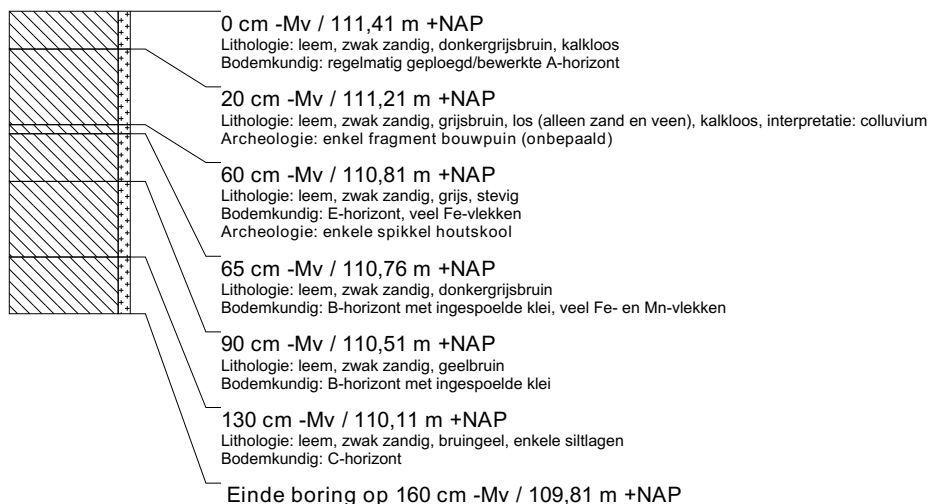 0 cm -Mv / 111,41 m +NAP
Lithologie: leem, zwak zandig, donkergrijsbruin, kalkloos
Bodemkundig: regelmatig geploegd/bewerkte A-horizont
20 cm -Mv / 111,21 m +NAP
Lithologie: leem, zwak zandig, grijsbruin, los (alleen zand en veen), kalkloos, interpretatie: colluvium
Archeologie: enkel fragment bouwpuin (onbepaald)
60 cm -Mv / 110,81 m +NAP
Lithologie: leem, zwak zandig, grijs, stevig
Bodemkundig: E-horizont, veel Fe-vlekken
Archeologie: enkele spikkel houtskool
65 cm -Mv / 110,76 m +NAP
Lithologie: leem, zwak zandig, donkergrijsbruin
Bodemkundig: B-horizont met ingespoelde klei, veel Fe- en Mn-vlekken
90 cm -Mv / 110,51 m +NAP
Lithologie: leem, zwak zandig, geelbruin
Bodemkundig: B-horizont met ingespoelde klei
130 cm -Mv / 110,11 m +NAP
Lithologie: leem, zwak zandig, bruingeel, enkele siltlagen
Bodemkundig: C-horizont
Einde boring op 160 cm -Mv / 109,81 m +NAP